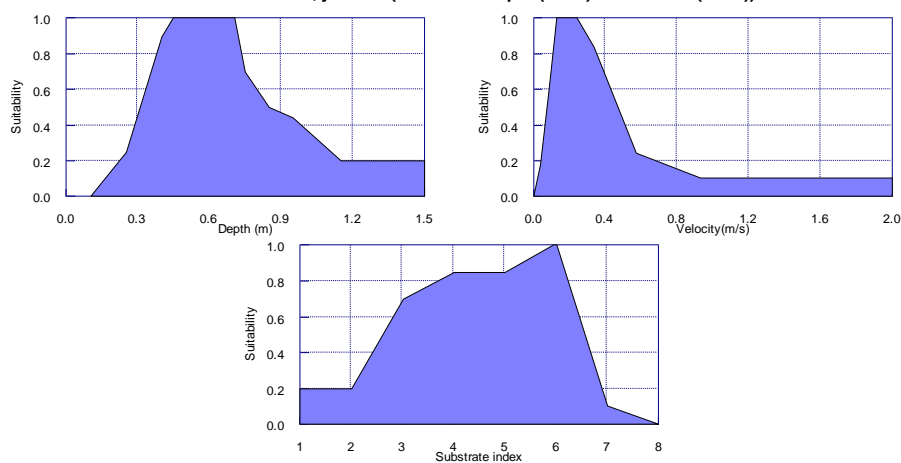 1.0 0.8 0.6 0.4 0.2 0.0
Suitability
0.0 0.3 0.6 0.9 1.2 1.5
Depth (m)
1.0 0.8 0.6 0.4 0.2 0.0
Suitability
0.0 0.4 0.8 1.2 1.6 2.0
Velocity(m/s)
1.0 0.8 0.6 0.4 0.2 0.0
Suitability
1 2 3 4 5 6 7 8
Substrate index